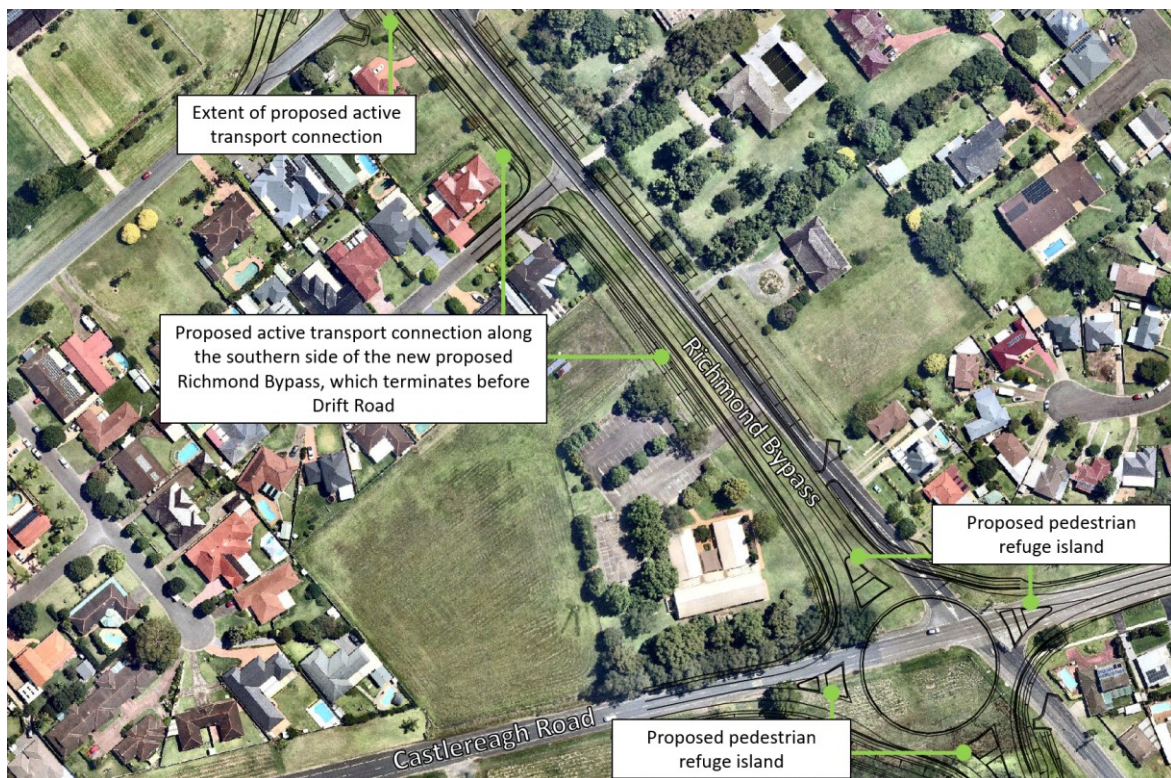 Extent of proposed active
transport connection
Proposed active transport connection along
the southern side of the new proposed
Richmond Bypass, which terminates before
Drift Road
Richmond Bypass
Proposed pedestrian
refuge island
Castlereagh Road
Proposed pedestrian
refuge island